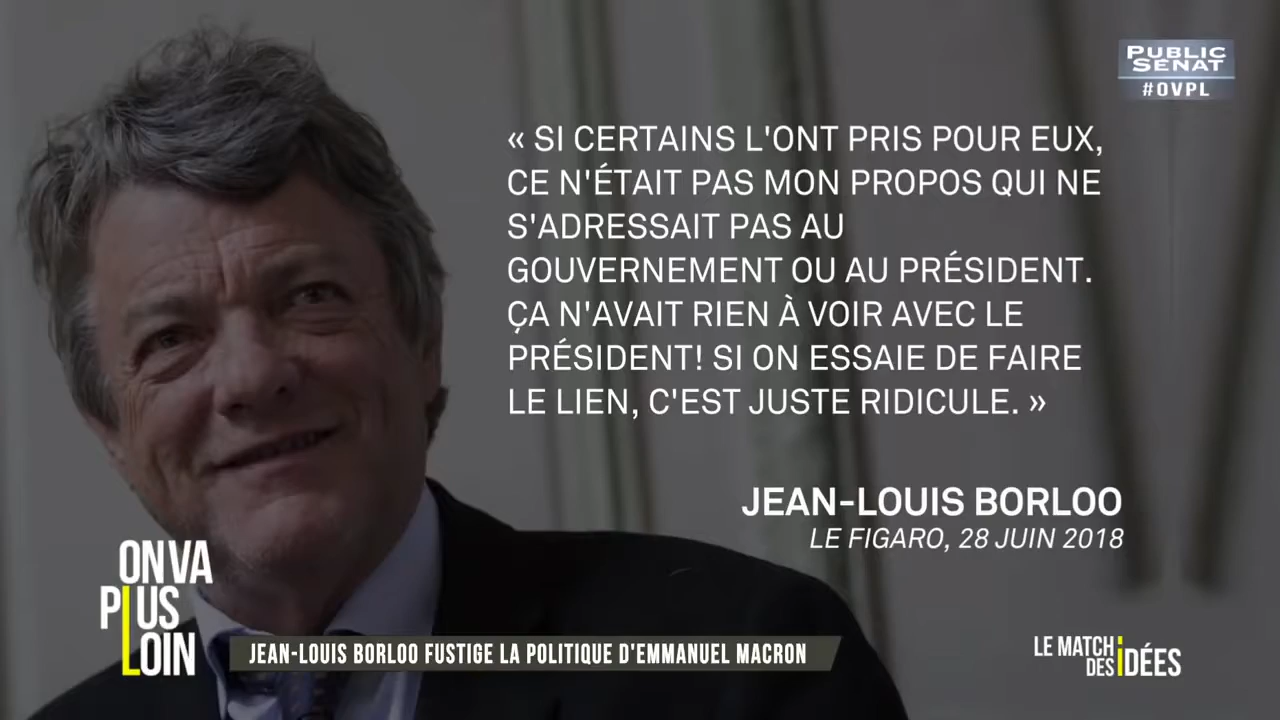 PUBLIC
SENAT
#OVPL
« SI CERTAINS L'ONT PRIS POUR EUX,
CE N'ÉTAIT PAS MON PROPOS QUI NE
S'ADRESSAIT PAS AU
GOUVERNEMENT OU AU PRÉSIDENT.
ÇA N'AVAIT RIEN À VOIR AVEC LE
PRÉSIDENT! SI ON ESSAIE DE FAIRE
LE LIEN, C'EST JUSTE RIDICULE. »
JEAN-LOUIS BORLOO
LE FIGARO, 28 JUIN 2018
ON VA
PLUS
LOIN
JEAN-LOUIS BORLOO FUSTIGE LA POLITIQUE D'EMMANUEL MACRON
LE MATCH
DES iDÉES